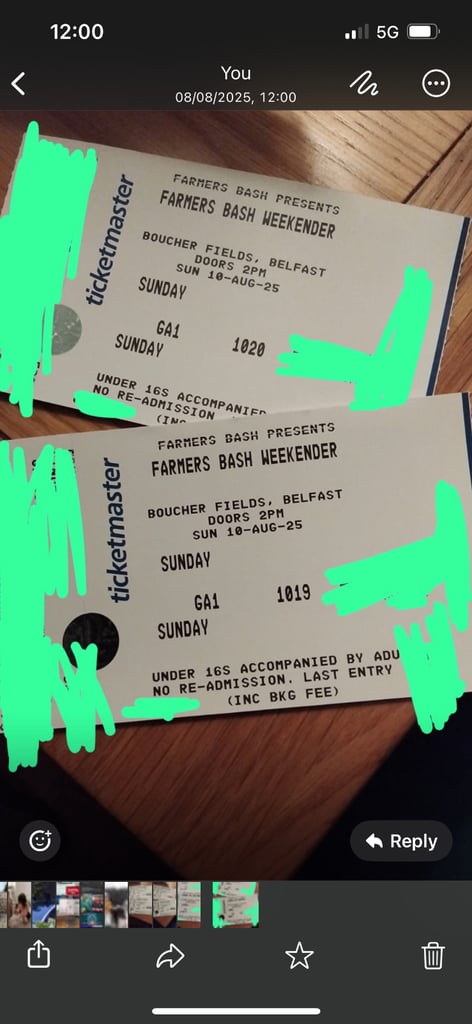 12:00
5G
You
08/08/2025, 12:00
ticketmaster
FARMERS BASH PRESENTS
FARMERS BASH WEEKENDER
BOUCHER FIELDS, BELFAST
DOORS 2PM
SUN 10-AUG-25
SUNDAY
GA1 1020
SUNDAY
UNDER 16S ACCOMPANIED
NO RE-ADMISSION
(INC
ticketmaster
FARMERS BASH PRESENTS
FARMERS BASH WEEKENDER
BOUCHER FIELDS, BELFAST
DOORS 2PM
SUN 10-AUG-25
SUNDAY
GA1 1019
SUNDAY
UNDER 16S ACCOMPANIED BY ADU
NO RE-ADMISSION. LAST ENTRY
(INC BKG FEE)
Reply